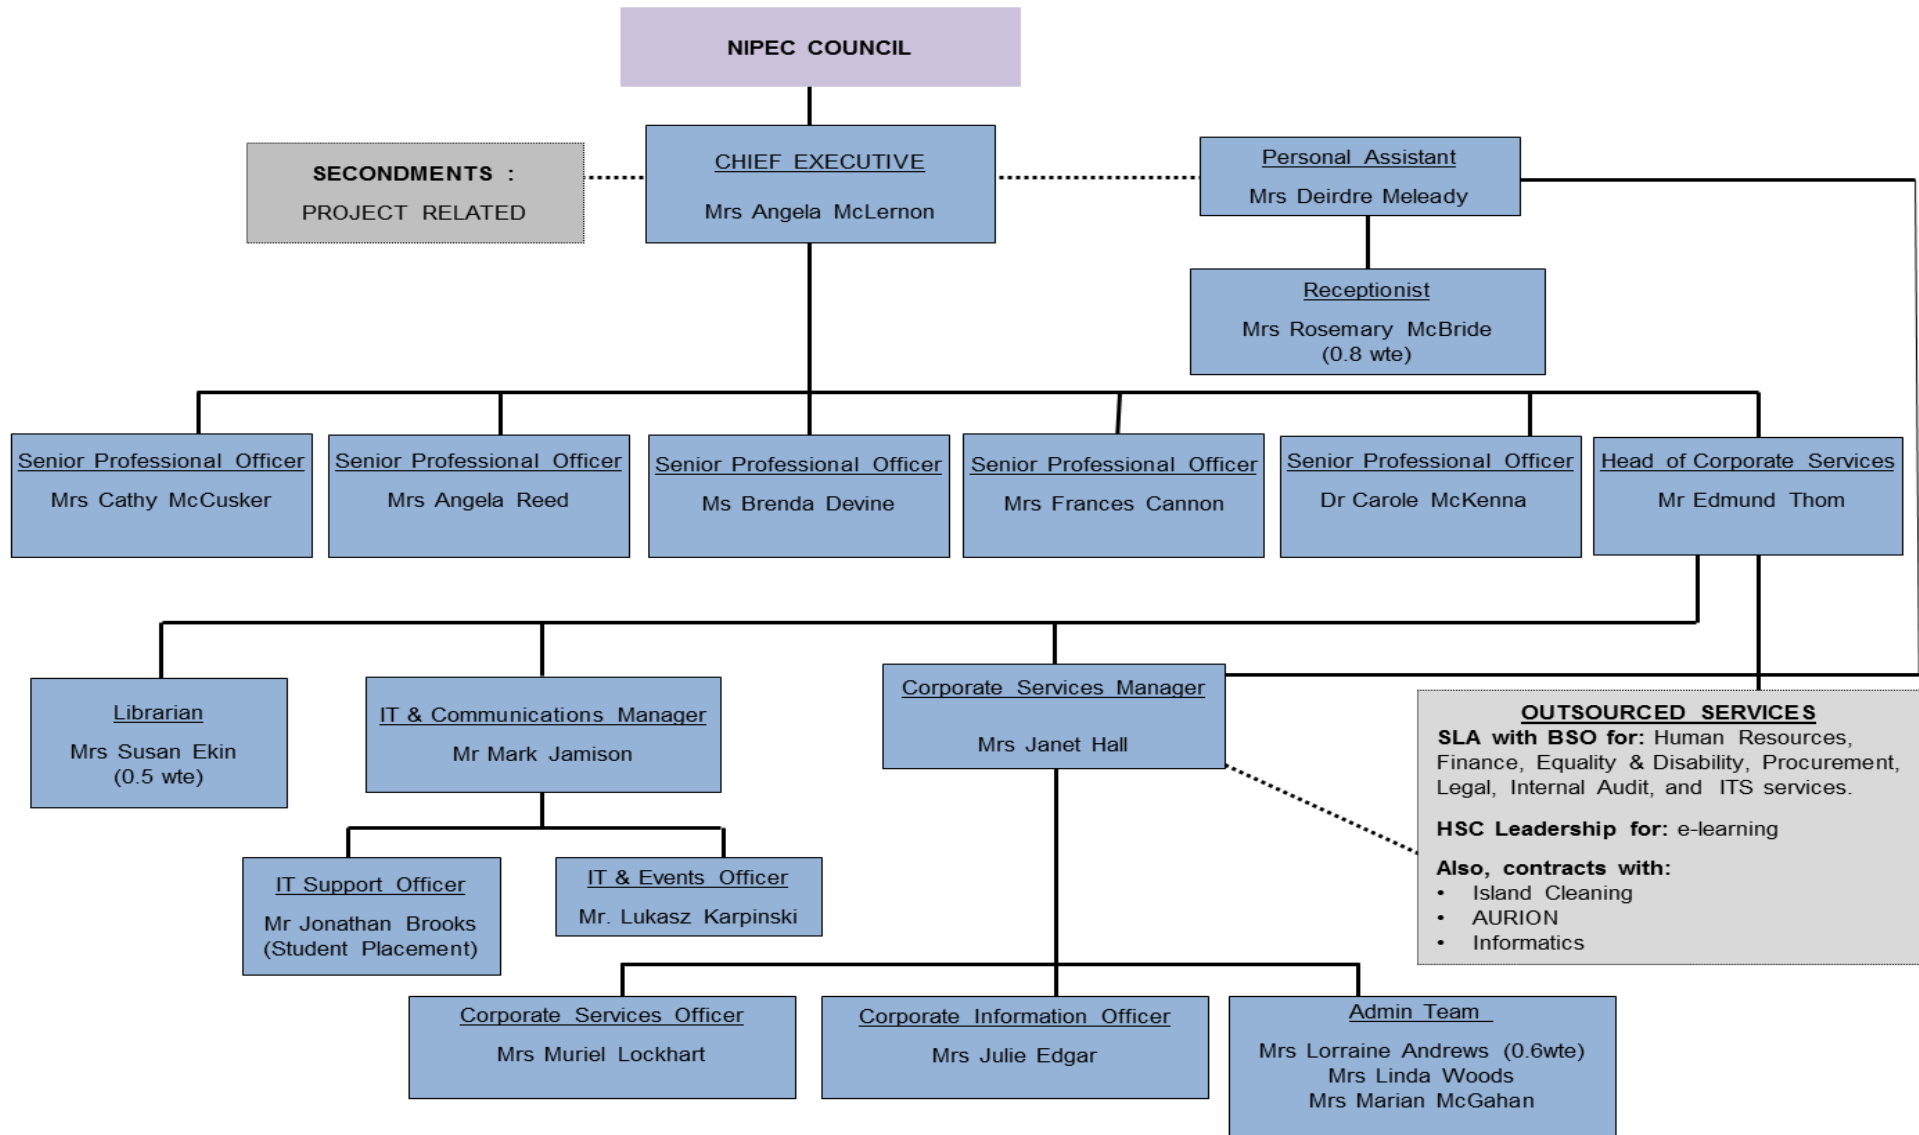 NIPEC COUNCIL
SECONDMENTS :
PROJECT RELATED
CHIEF EXECUTIVE
Mrs Angela McLernon
Personal Assistant
Mrs Deirdre Meleady
Receptionist
Mrs Rosemary McBride
(0.8 wte)
Senior Professional Officer
Mrs Cathy McCusker
Senior Professional Officer
Mrs Angela Reed
Senior Professional Officer
Ms Brenda Devine
Senior Professional Officer
Mrs Frances Cannon
Senior Professional Officer
Dr Carole McKenna
Head of Corporate Services
Mr Edmund Thom
Librarian
Mrs Susan Ekin
(0.5 wte)
IT & Communications Manager
Mr Mark Jamison
Corporate Services Manager
Mrs Janet Hall
OUTSOURCED SERVICES
SLA with BSO for: Human Resources,
Finance, Equality & Disability, Procurement,
Legal, Internal Audit, and ITS services.
HSC Leadership for: e-learning
Also, contracts with:
• Island Cleaning
• AURION
• Informatics
IT Support Officer
Mr Jonathan Brooks
(Student Placement)
IT & Events Officer
Mr. Lukasz Karpinski
Corporate Services Officer
Mrs Muriel Lockhart
Corporate Information Officer
Mrs Julie Edgar
Admin Team
Mrs Lorraine Andrews (0.6wte)
Mrs Linda Woods
Mrs Marian McGahan